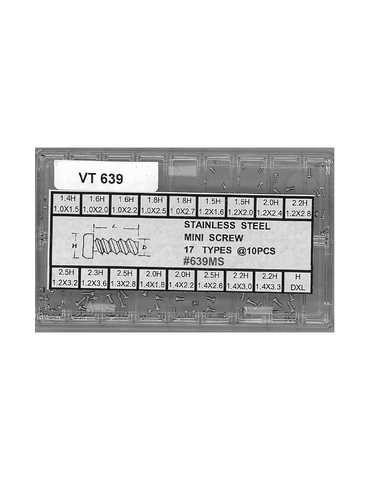 VT 639
1.4H 1.6H 1.6H 1.8H 1.8H 1.5H 1.5H 2.2H 2.2H
1.0X1.5 1.0X2.0 1.0X2.2 1.0X2.5 1.0X2.7 1.2X1.6 1.2X2.0 1.2X2.4 1.2X2.8
STAINLESS STEEL
MINI SCREW
17 TYPES @10PCS
#639MS
L
H D
2.5H 2.3H 2.5H 2.0H 2.0H 2.2H 2.2H 2.2H H
1.2X3.2 1.2X3.6 1.3X2.8 1.4X1.8 1.4X2.2 1.4X2.6 1.4X3.0 1.4X3.3 DXL